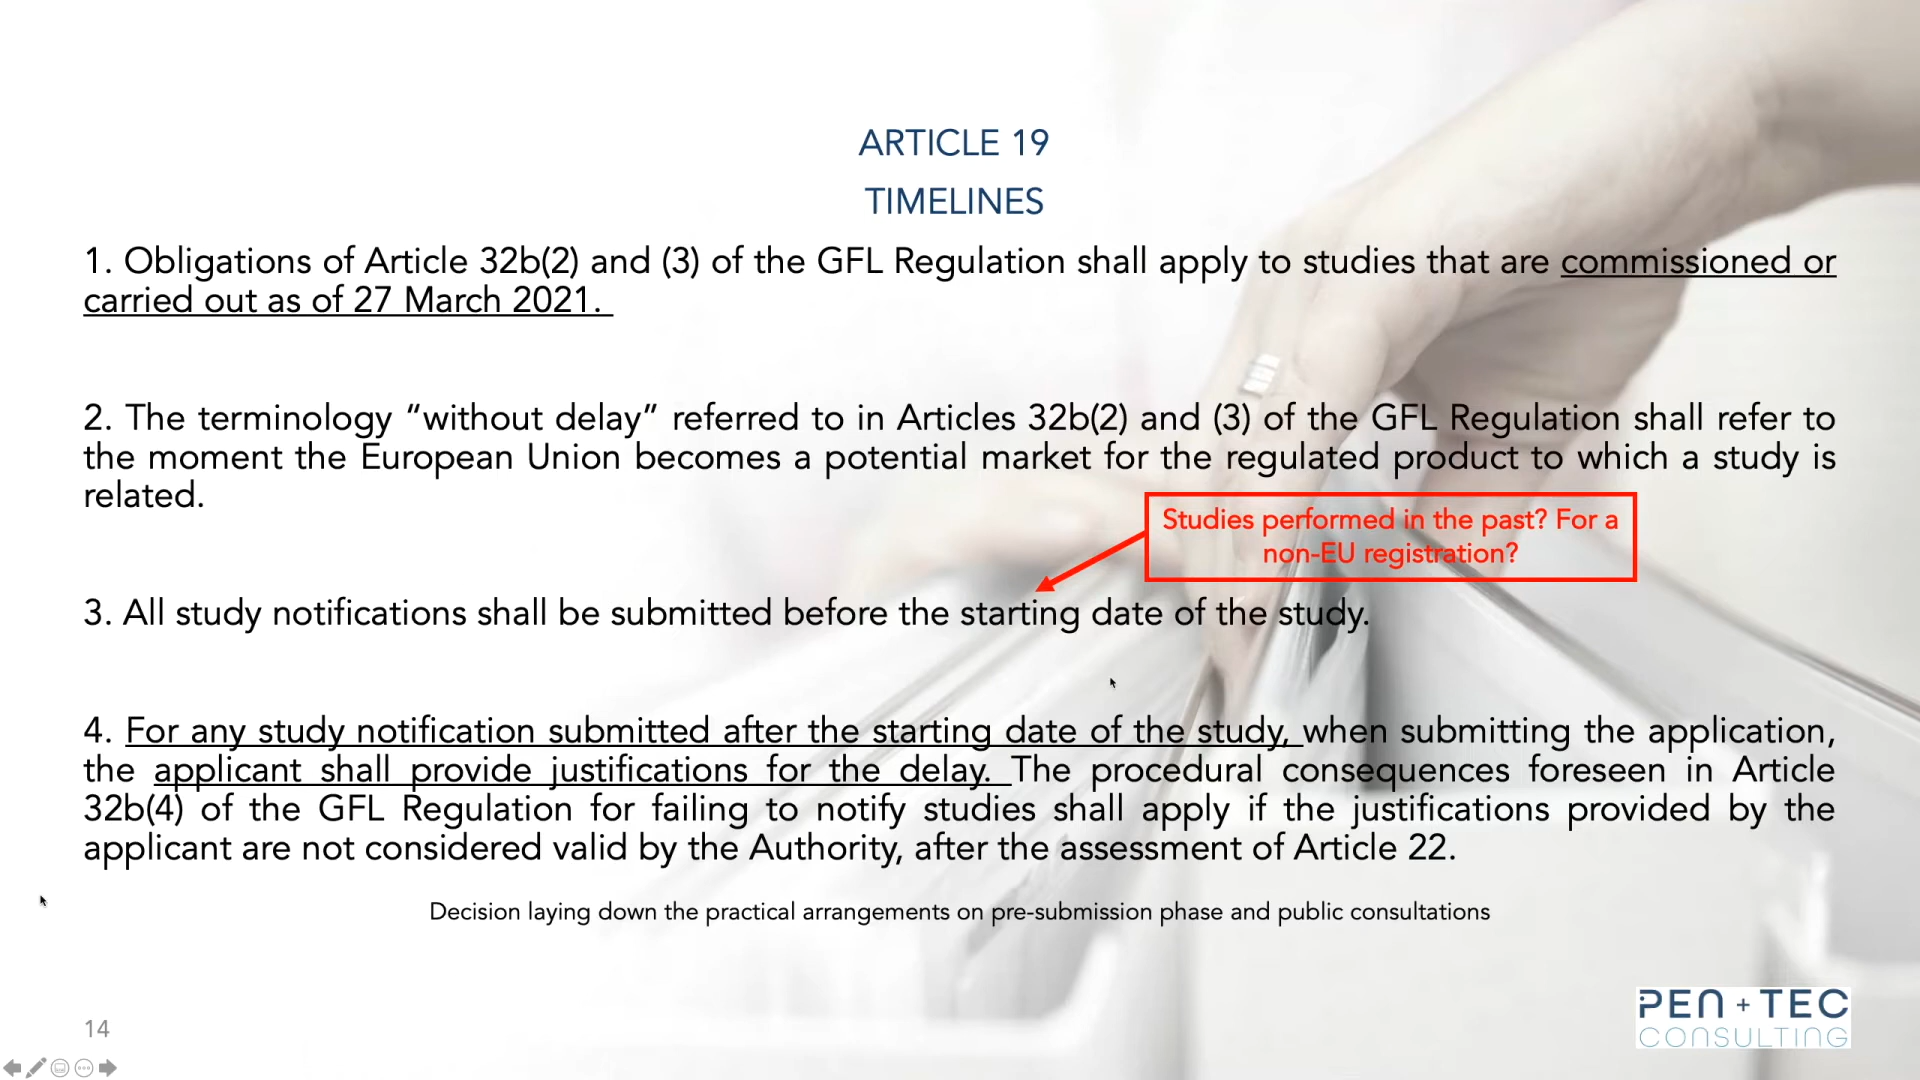 ARTICLE 19
TIMELINES
1. Obligations of Article 32b(2) and (3) of the GFL Regulation shall apply to studies that are commissioned or
carried out as of 27 March 2021.
2. The terminology “without delay” referred to in Articles 32b(2) and (3) of the GFL Regulation shall refer to
the moment the European Union becomes a potential market for the regulated product to which a study is
related.
Studies performed in the past? For a
non-EU registration?
3. All study notifications shall be submitted before the starting date of the study.
4. For any study notification submitted after the starting date of the study, when submitting the application,
the applicant shall provide justifications for the delay. The procedural consequences foreseen in Article
32b(4) of the GFL Regulation for failing to notify studies shall apply if the justifications provided by the
applicant are not considered valid by the Authority, after the assessment of Article 22.
Decision laying down the practical arrangements on pre-submission phase and public consultations
14
PEN + TEC
CONSULTING